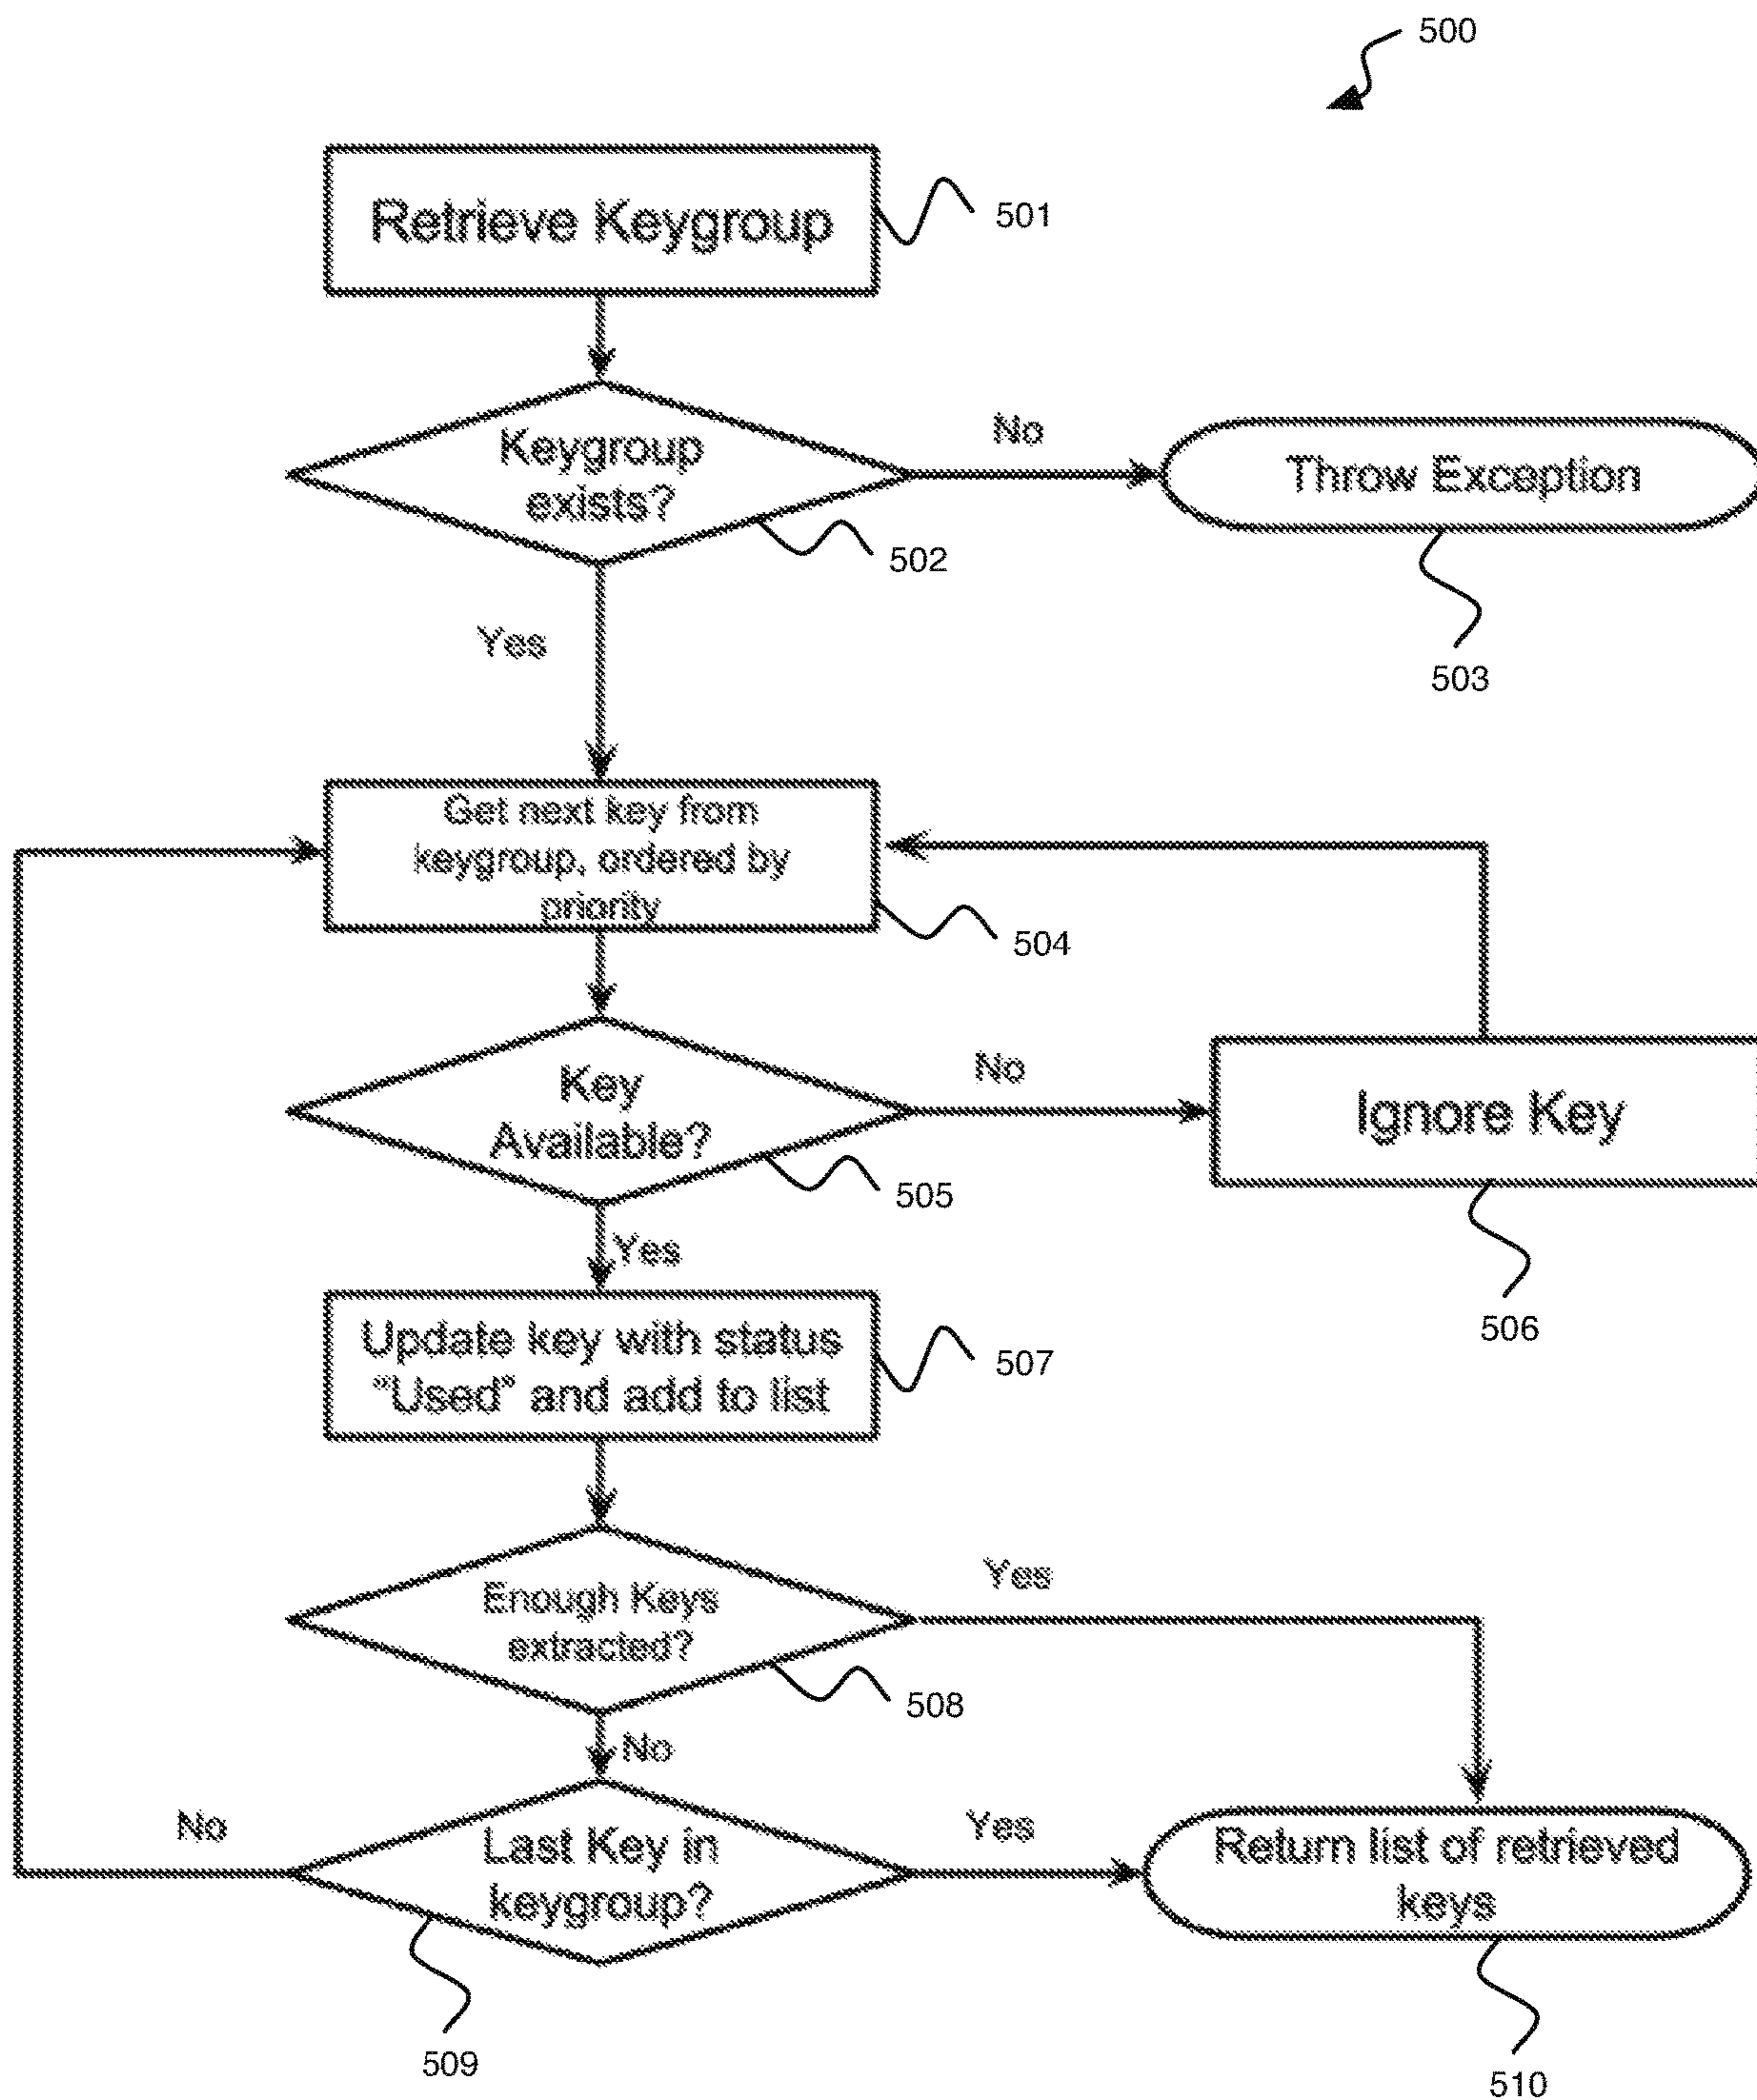 500
Retrieve Keygroup
501
Keygroup
exists?
No
Throw Exception
502
503
Yes
Get next key from
keygroup, ordered by
priority
504
Key
Available?
No
Ignore Key
505
506
Yes
Update key with status
"Used" and add to list
507
Enough Keys
extracted?
Yes
508
No
No
Last Key in
keygroup?
Yes
Return list of retrieved
keys
509
510